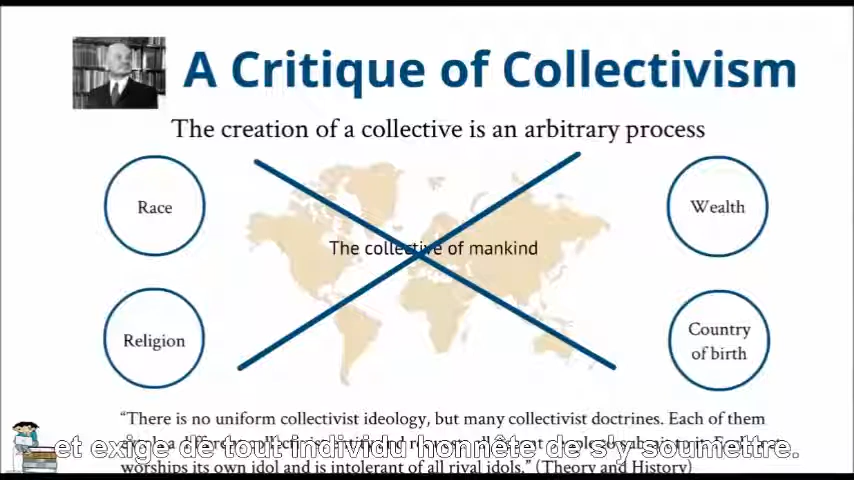 A Critique of Collectivism
The creation of a collective is an arbitrary process
Race
Wealth
The collective of mankind
Religion
Country
of birth
“There is no uniform collectivist ideology, but many collectivist doctrines. Each of them
et exige de tout individu honnête de s'y soumettre.
worships its own idol and is intolerant of all rival idols.” (Theory and History)